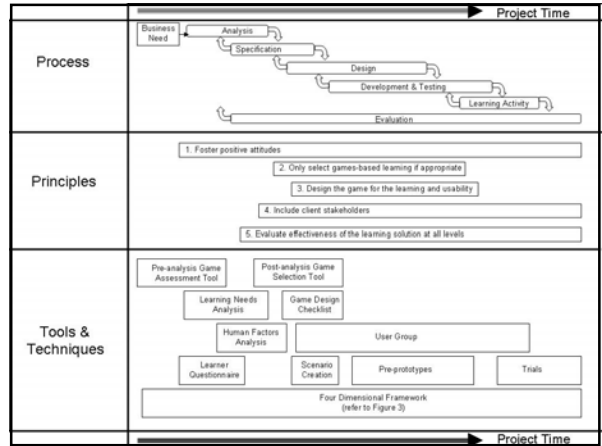 Project Time
Process
Business
Need
Analysis
Specification
Design
Development & Testing
Learning Activity
Evaluation
Principles
1. Foster positive attitudes
2. Only select games-based learning if appropriate
3. Design the game for the learning and usability
4. Include client stakeholders
5. Evaluate effectiveness of the learning solution at all levels
Tools &
Techniques
Pre-analysis Game
Assessment Tool
Post-analysis Game
Selection Tool
Learning Needs
Analysis
Game Design
Checklist
Human Factors
Analysis
User Group
Learner
Questionnaire
Scenario
Creation
Pre-prototypes
Trials
Four Dimensional Framework
(refer to Figure 3)
Project Time